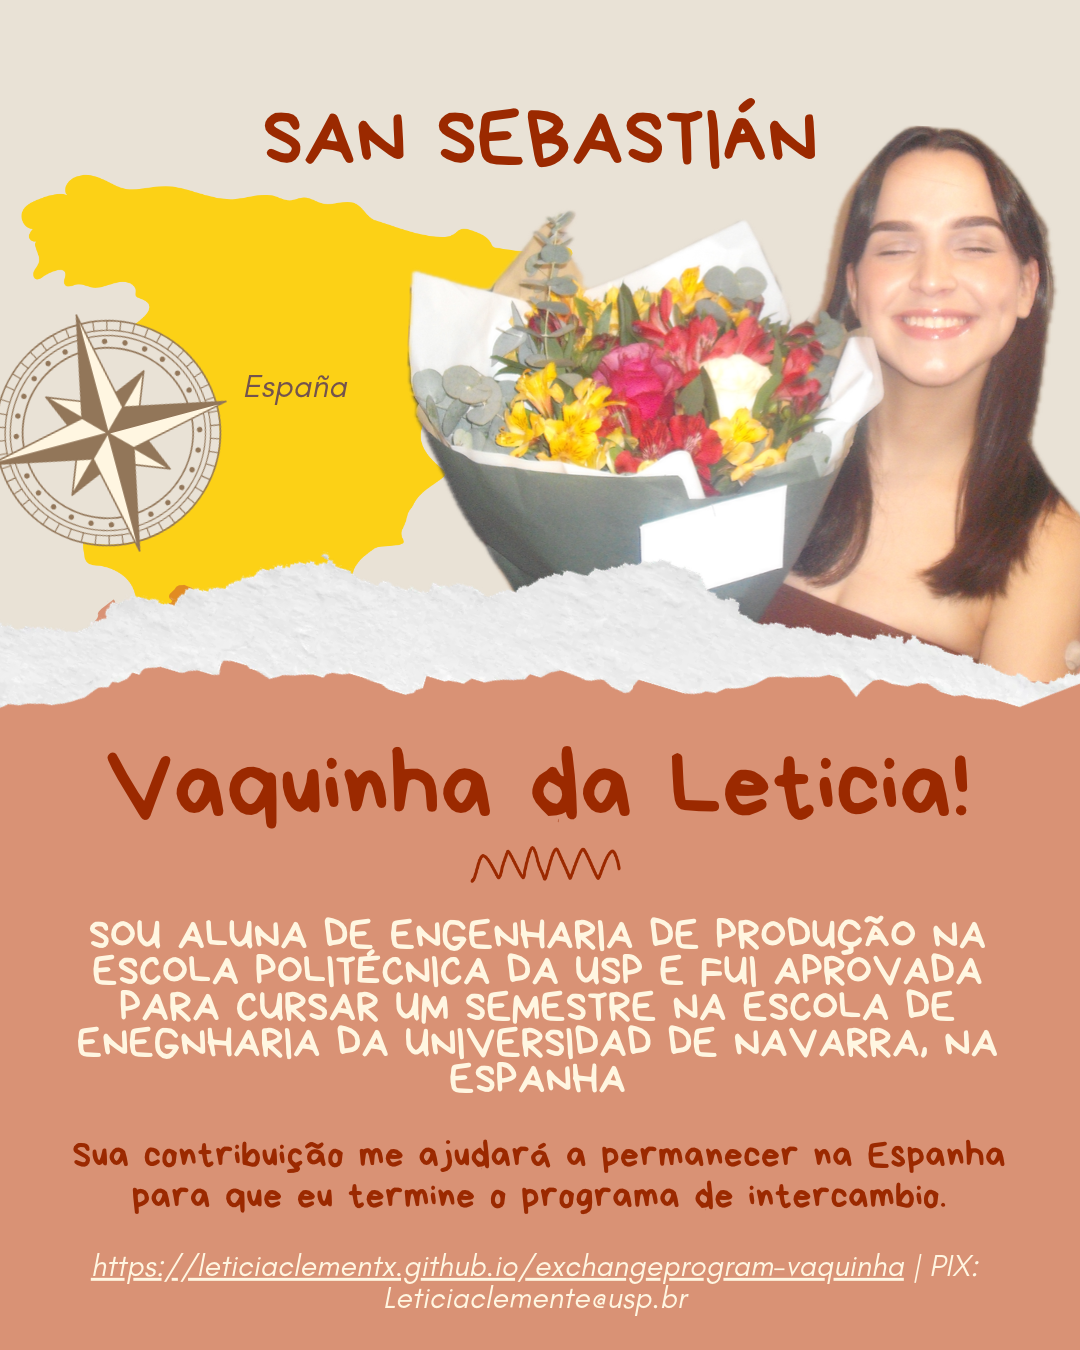 SAN SEBASTIÁN
España
Vaquinha da Leticia!
SOU ALUNA DE ENGENHARIA DE PRODUÇÃO NA
ESCOLA POLITÉCNICA DA USP E FUI APROVADA
PARA CURSAR UM SEMESTRE NA ESCOLA DE
ENEGNHARIA DA UNIVERSIDAD DE NAVARRA, NA
ESPANHA
Sua contribuição me ajudará a permanecer na Espanha
para que eu termine o programa de intercambio.
https://leticiaclementx.github.io/exchangeprogram-vaquinha | PIX:
Leticiaclemente@usp.br